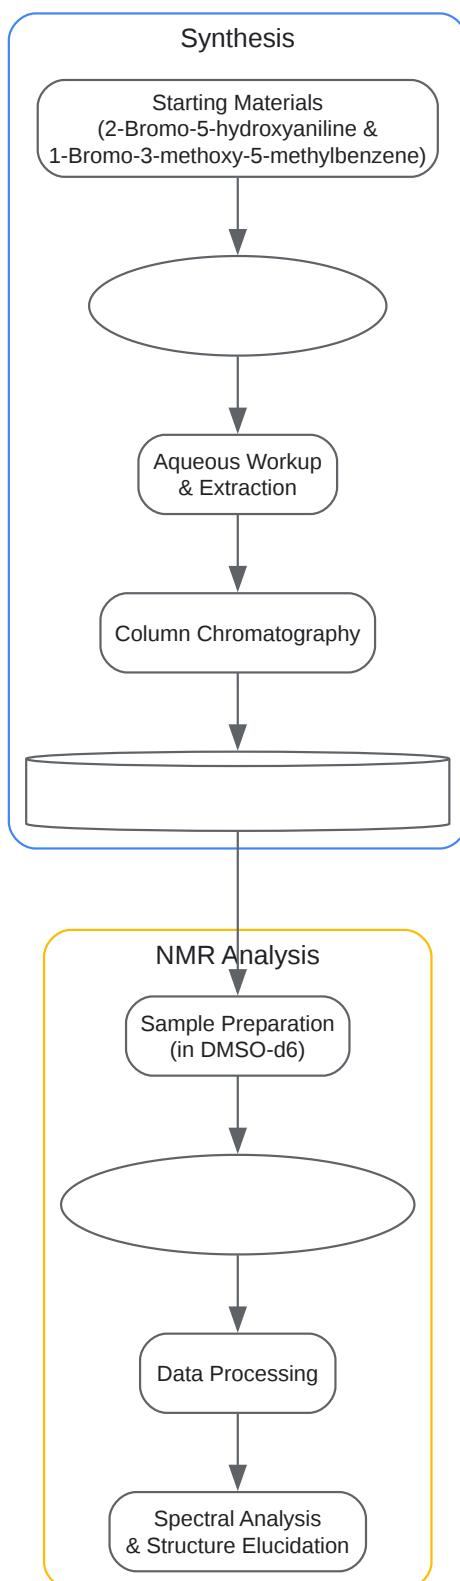 Synthesis
Starting Materials
(2-Bromo-5-hydroxyaniline &
1-Bromo-3-methoxy-5-methylbenzene)
Aqueous Workup
& Extraction
Column Chromatography
NMR Analysis
Sample Preparation
(in DMSO-d6)
Data Processing
Spectral Analysis
& Structure Elucidation